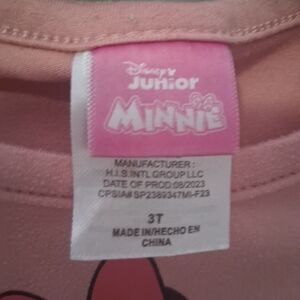 Disney
Junior
MINNIE
MANUFACTURER :
H.I.S. INTL GROUP LLC
DATE OF PROD:08/2023
CPSIA# SP2389347MI-F23
3T
MADE IN/HECHO EN
CHINA